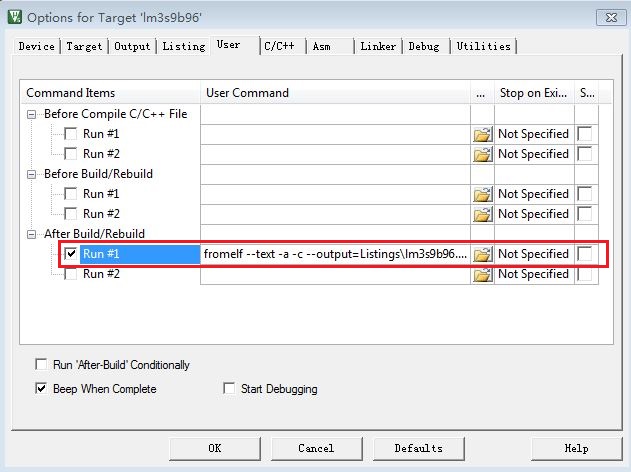 Options for Target 'lm3s9b96'
Device Target Output Listing User C/C++ Asm Linker Debug Utilities
Command Items User Command ... Stop on Exi... S...
Before Compile C/C++ File
Run #1 Not Specified
Run #2 Not Specified
Before Build/Rebuild
Run #1 Not Specified
Run #2 Not Specified
After Build/Rebuild
Run #1 fromelf --text -a -c --output=Listings\lm3s9b96.... Not Specified
Run #2 Not Specified
Run 'After-Build' Conditionally
Beep When Complete Start Debugging
OK Cancel Defaults Help